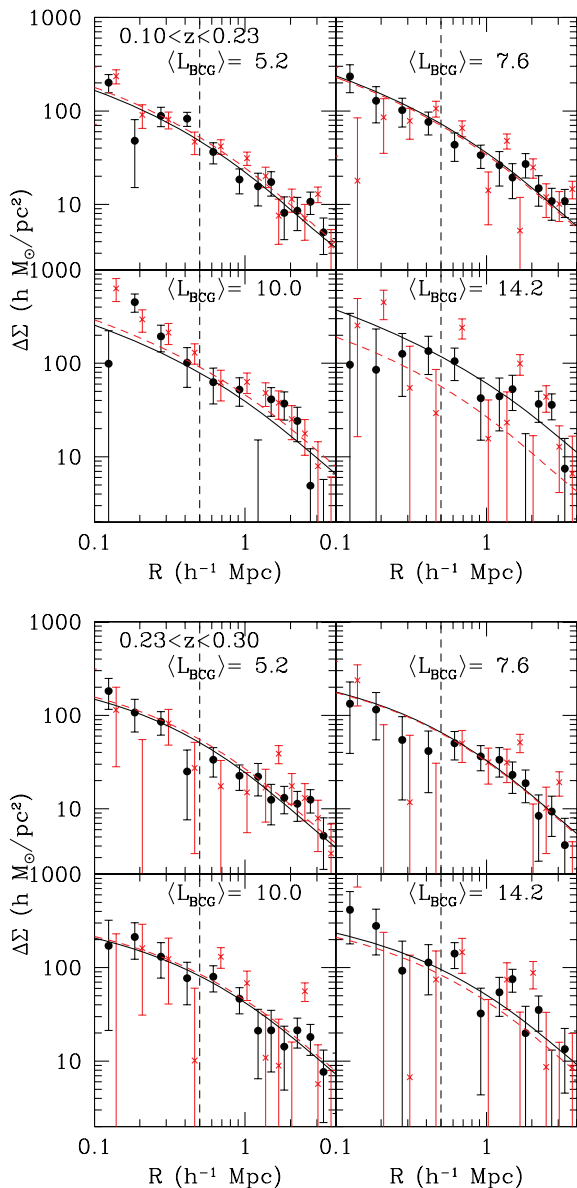 0.10<z<0.23
⟨L_BCG⟩= 5.2
⟨L_BCG⟩= 7.6
1000
100
10
ΔΣ (h M⊙/pc²)
⟨L_BCG⟩= 10.0
⟨L_BCG⟩= 14.2
1000
100
10
0.1
1
0.1
1
R (h⁻¹ Mpc)
R (h⁻¹ Mpc)
0.23<z<0.30
⟨L_BCG⟩= 5.2
⟨L_BCG⟩= 7.6
1000
100
10
ΔΣ (h M⊙/pc²)
⟨L_BCG⟩= 10.0
⟨L_BCG⟩= 14.2
1000
100
10
0.1
1
0.1
1
R (h⁻¹ Mpc)
R (h⁻¹ Mpc)